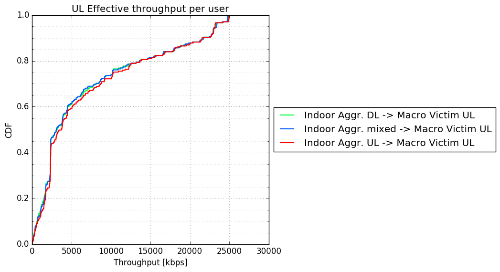 UL Effective throughput per user
1.0
0.8
0.6
0.4
0.2
0.0
CDF
0
5000
10000
15000
20000
25000
30000
Throughput [kbps]
Indoor Aggr. DL -> Macro Victim UL
Indoor Aggr. mixed -> Macro Victim UL
Indoor Aggr. UL -> Macro Victim UL